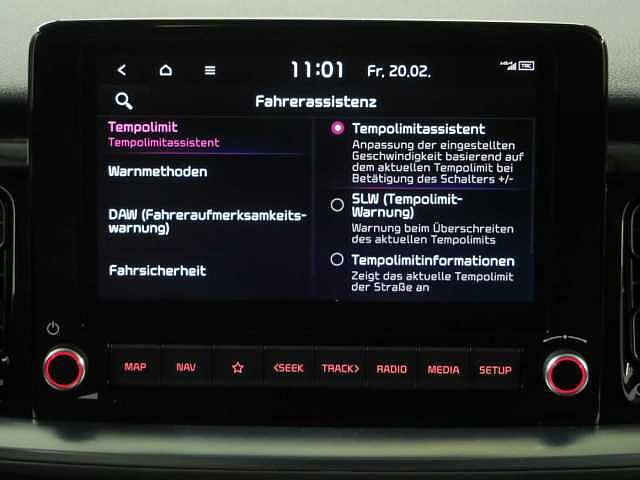 11:01 Fr. 20.02.
Fahrerassistenz
Tempolimit
Tempolimitassistent
Warnmethoden
DAW (Fahreraufmerksamkeits-
warnung)
Fahrsicherheit
Tempolimitassistent
Anpassung der eingestellten
Geschwindigkeit basierend auf
dem aktuellen Tempolimit bei
Betätigung des Schalters +/-
SLW (Tempolimit-
Warnung)
Warnung beim Überschreiten
des aktuellen Tempolimits
Tempolimitinformationen
Zeigt das aktuelle Tempolimit
der Straße an
MAP NAV <SEEK TRACK> RADIO MEDIA SETUP